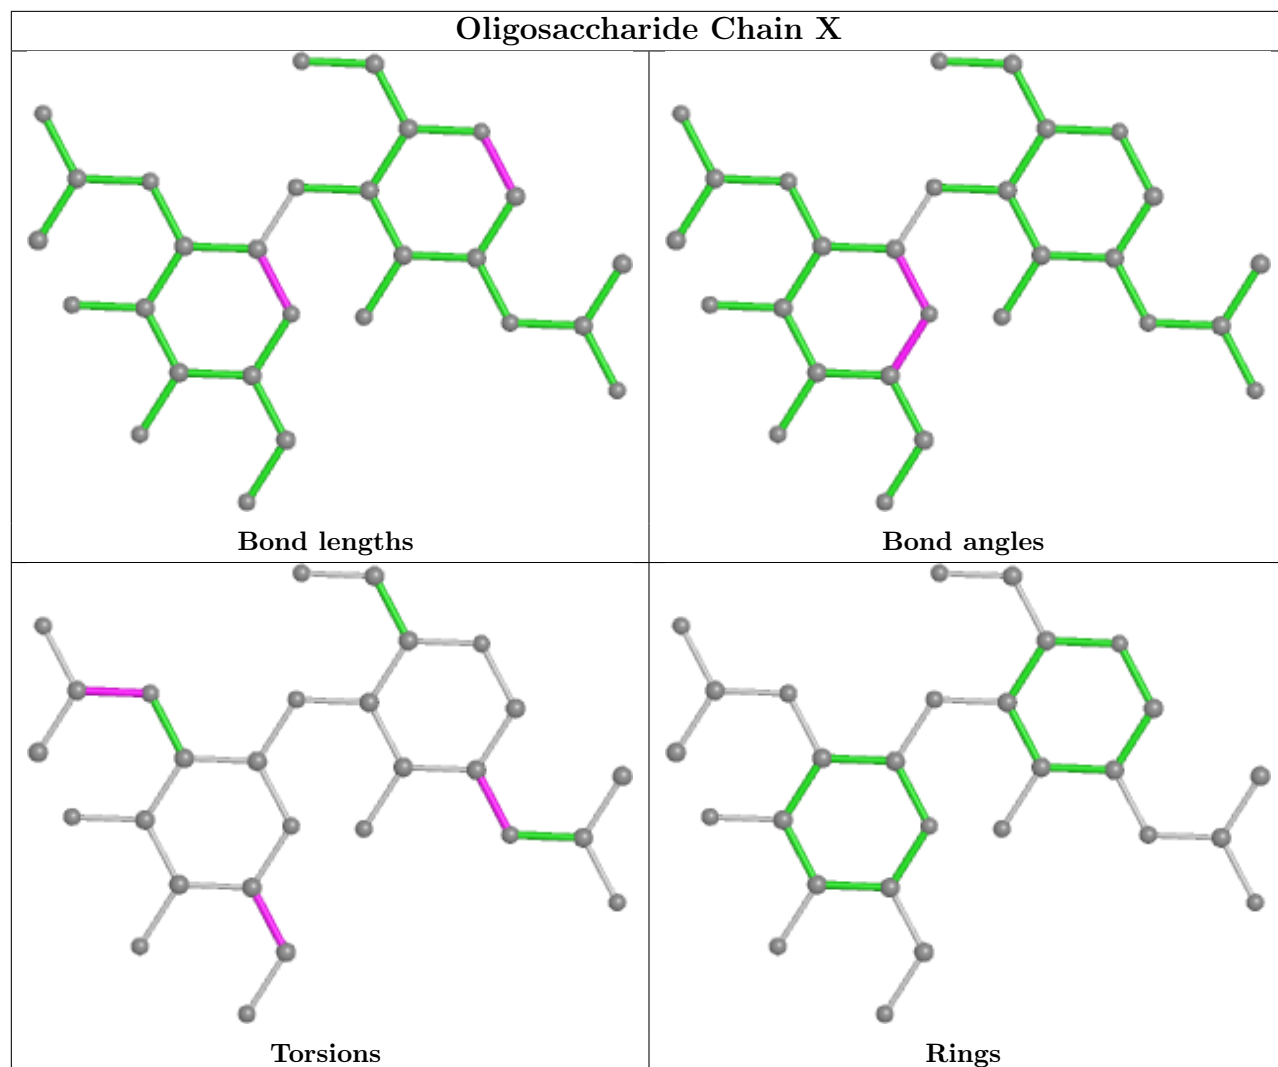 Oligosaccharide Chain X
Bond lengths
Bond angles
Torsions
Rings